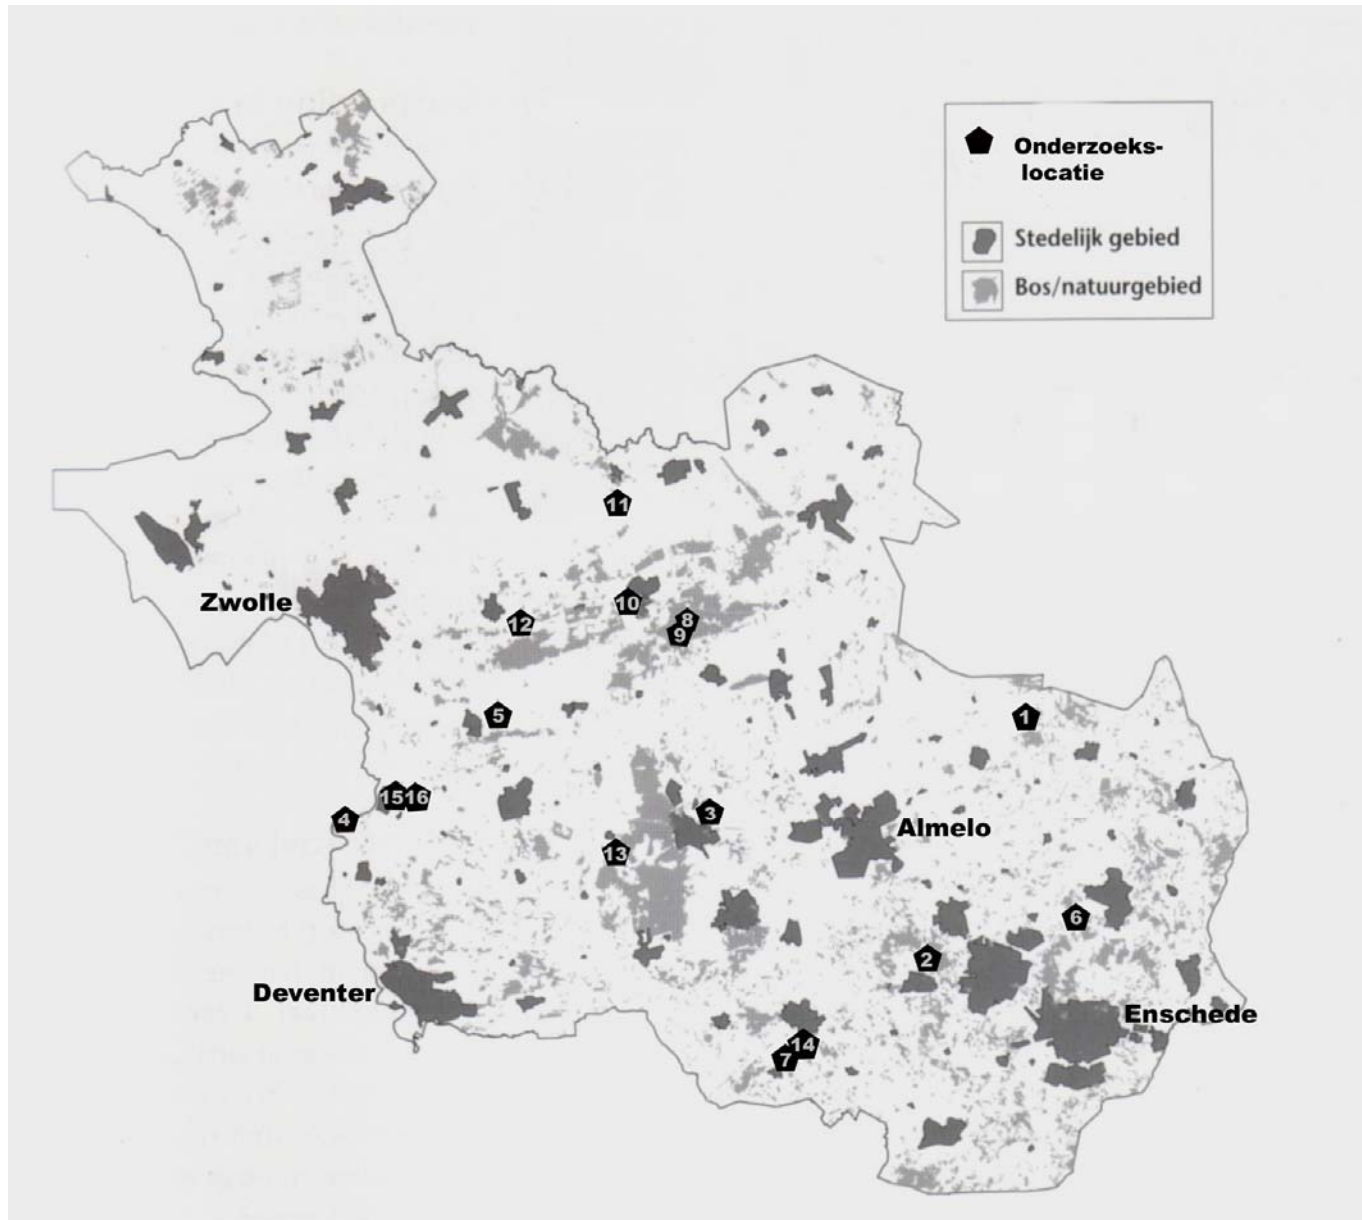 Onderzoeks-
locatie
Stedelijk gebied
Bos/natuurgebied
11
Zwolle
10
12
8
9
5
1
15
16
4
3
Almelo
13
6
2
Deventer
Enschede
14
7